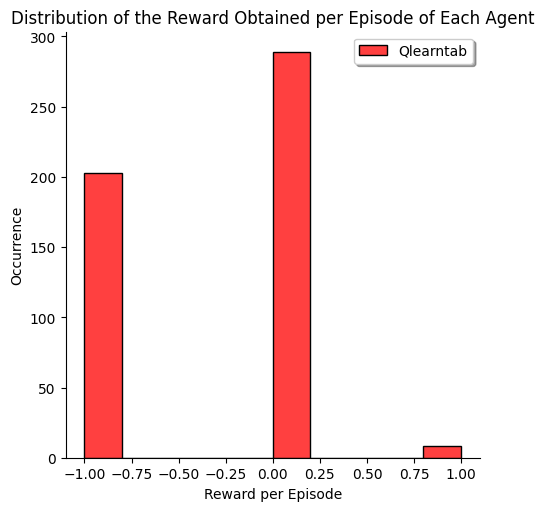 Distribution of the Reward Obtained per Episode of Each Agent
Qlearntab
300
250
200
150
100
50
0
Occurrence
−1.00 −0.75 −0.50 −0.25 0.00 0.25 0.50 0.75 1.00
Reward per Episode